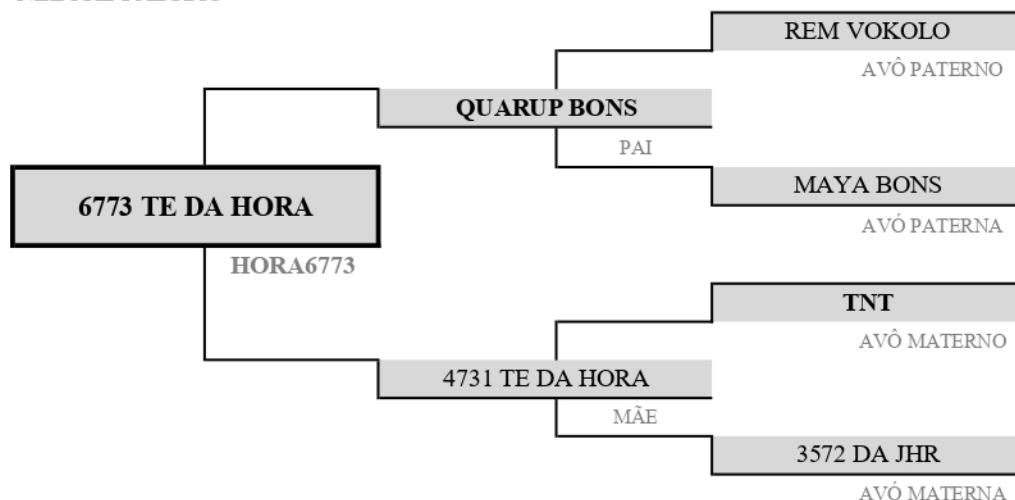 REM VOKOLO
AVÔ PATERNO
QUARUP BONS
PAI
MAYA BONS
AVÓ PATERNA
6773 TE DA HORA
HORA6773
TNT
AVÔ MATERNO
4731 TE DA HORA
MÃE
3572 DA JHR
AVÓ MATERNA